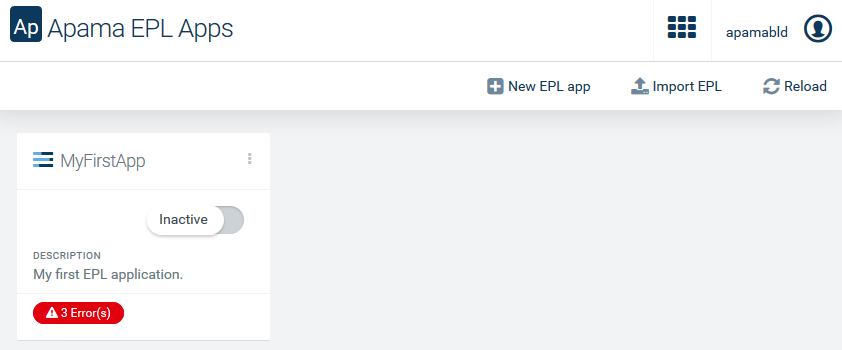 Ap Apama EPL Apps
apamabld
New EPL app
Import EPL
Reload
MyFirstApp
Inactive
DESCRIPTION
My first EPL application.
3 Error(s)